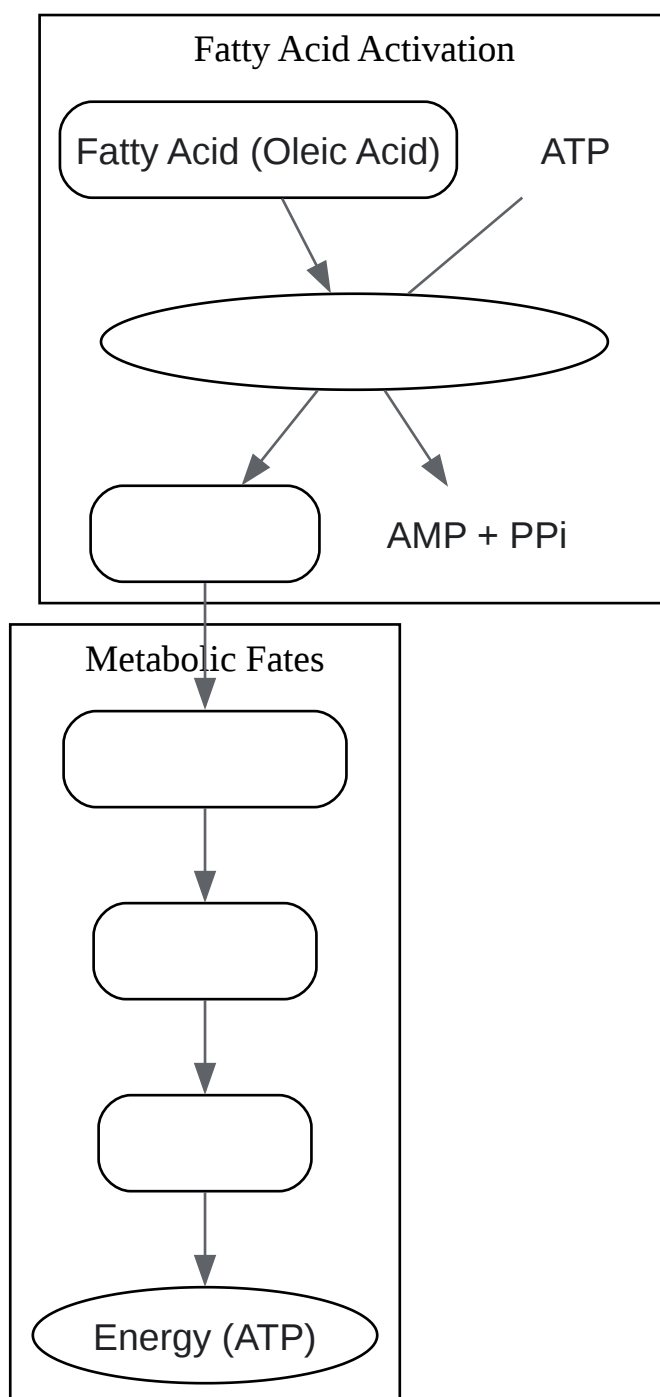 Fatty Acid Activation
Fatty Acid (Oleic Acid)
ATP
AMP + PPi
Metabolic Fates
Energy (ATP)